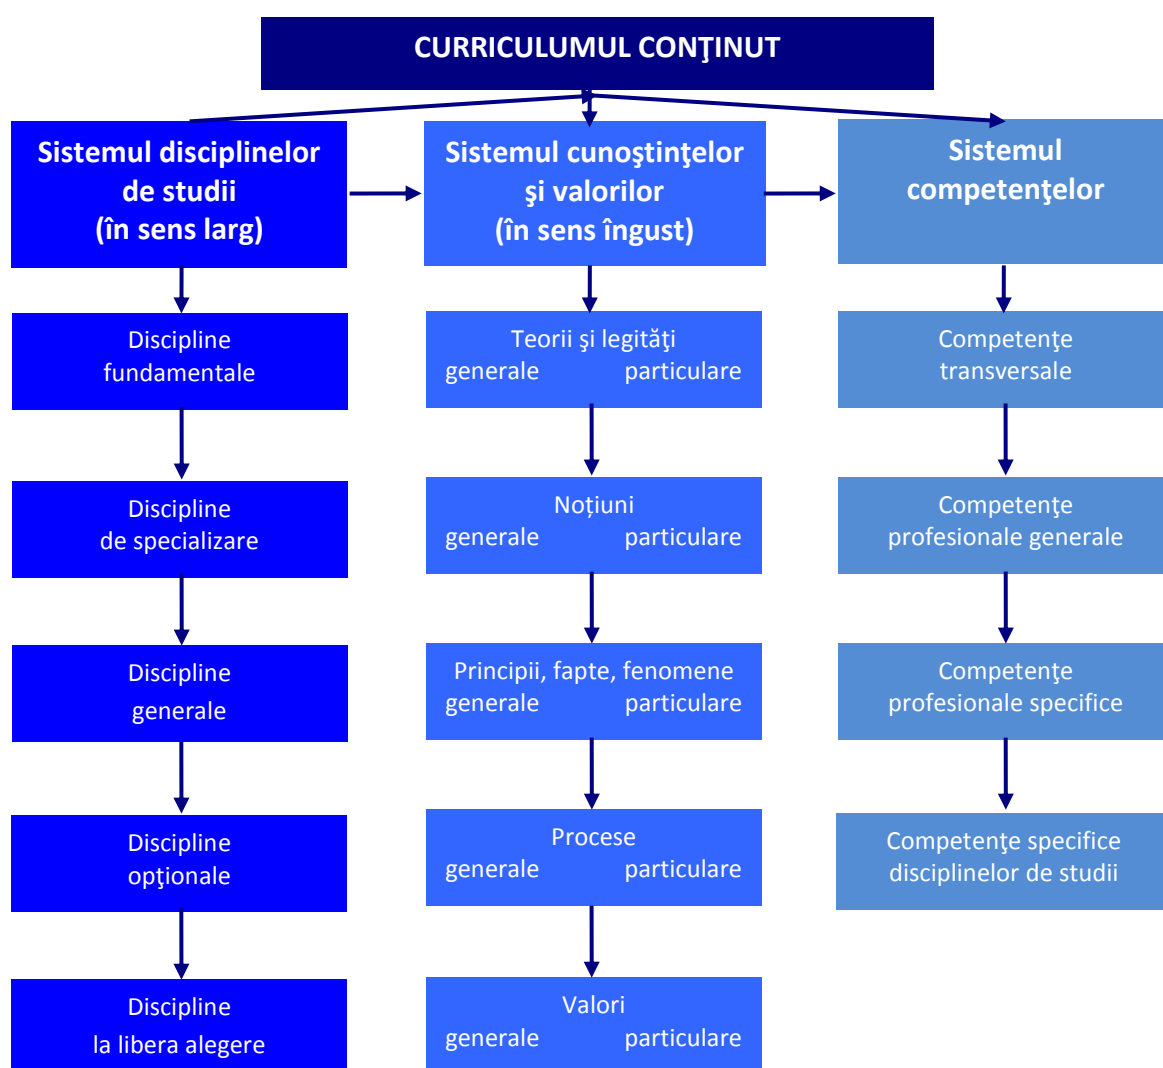 CURRICULUMUL CONŢINUT
Sistemul disciplinelor
de studii
(în sens larg)
Sistemul cunoştinţelor
şi valorilor
(în sens îngust)
Sistemul
competenţelor
Discipline
fundamentale
Teorii şi legităţi
generale particulare
Competenţe
transversale
Discipline
de specializare
Noțiuni
generale particulare
Competenţe
profesionale generale
Discipline
generale
Principii, fapte, fenomene
generale particulare
Competenţe
profesionale specifice
Discipline
opţionale
Procese
generale particulare
Competenţe specifice
disciplinelor de studii
Discipline
la libera alegere
Valori
generale particulare